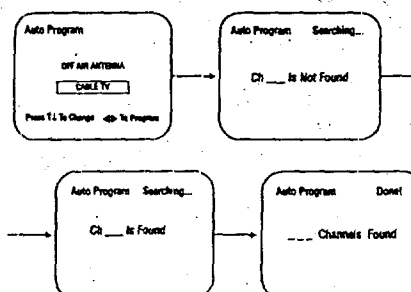 Auto Program
OFF AIR ANTENNA
CABLE TV
Press ↑↓ To Change ◁▷ To Program
Auto Program Searching...
Ch ___ Is Not Found
Auto Program Searching...
Ch ___ Is Found
Auto Program Done!
_ _ _ Channels Found